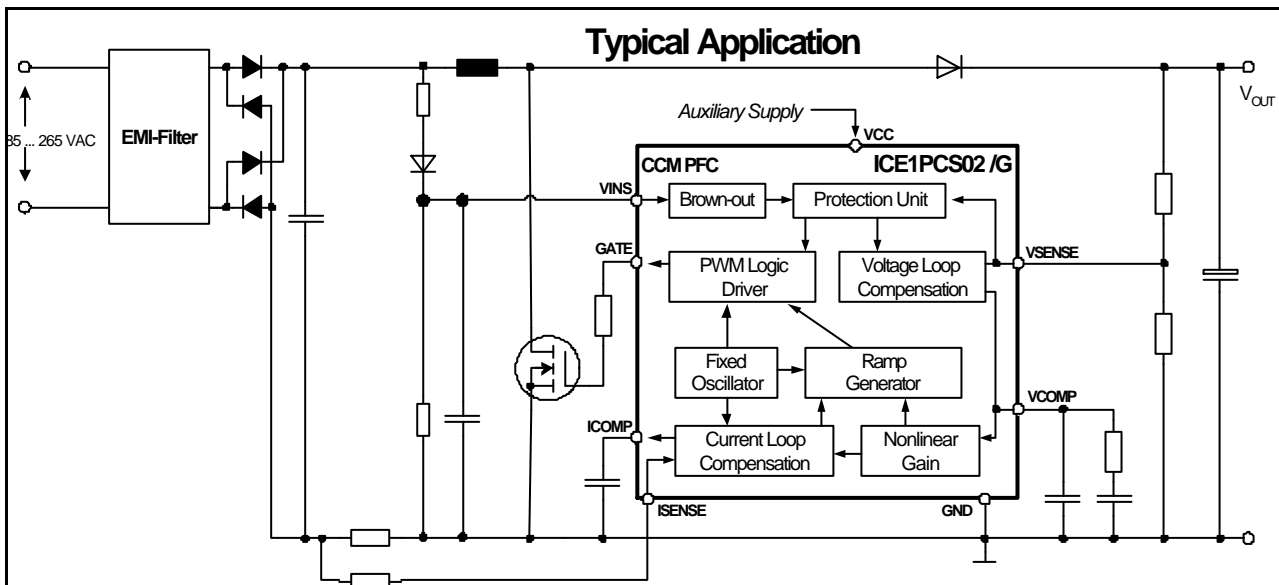 Typical Application
EMI-Filter
... 265 VAC
V_OUT
Auxiliary Supply
VCC
CCM PFC
ICE1PCS02 /G
VINS
Brown-out
Protection Unit
GATE
PWM Logic
Driver
Voltage Loop
Compensation
VSENSE
Fixed
Oscillator
Ramp
Generator
VCOMP
ICOMP
Current Loop
Compensation
Nonlinear
Gain
ISENSE
GND